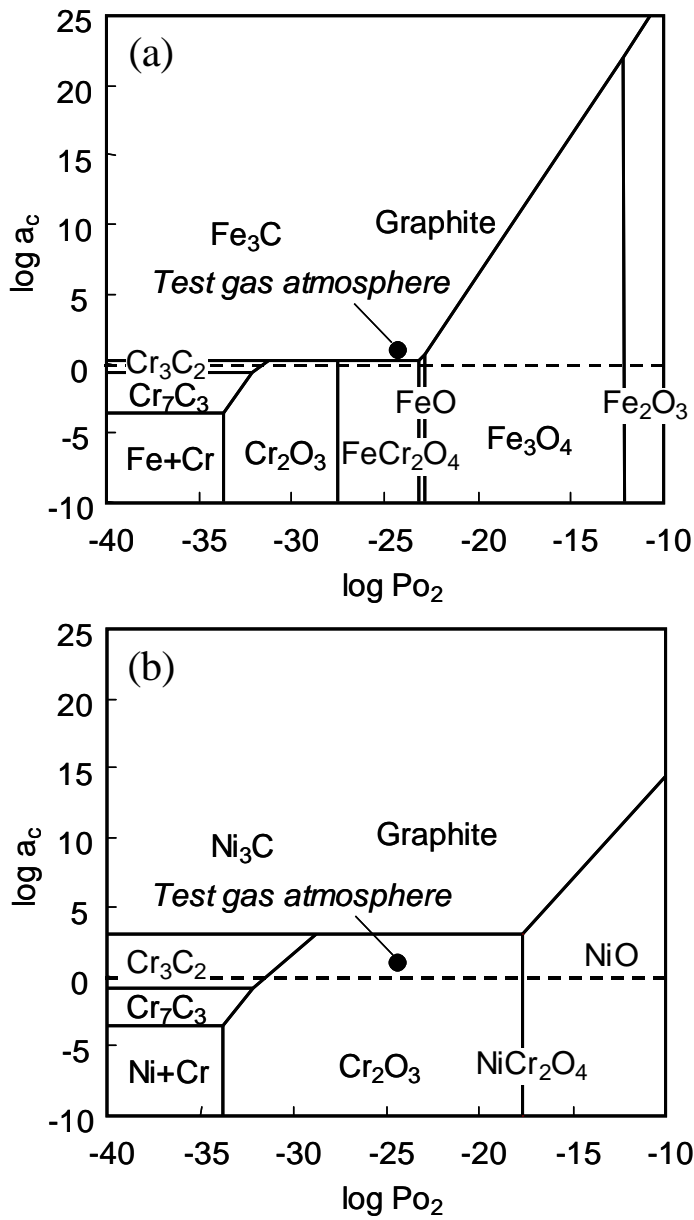 25
(a)
20
15
10
5
0
-5
-10
log a_c
Graphite
Fe₃C
Test gas atmosphere
Cr₃C₂
Cr₇C₃
FeO
Fe₂O₃
Fe₃O₄
Fe+Cr
Cr₂O₃
FeCr₂O₄
-40 -35 -30 -25 -20 -15 -10
log Po₂
25
(b)
20
15
10
5
0
-5
-10
log a_c
Graphite
Ni₃C
Test gas atmosphere
Cr₃C₂
NiO
Cr₇C₃
Ni+Cr
Cr₂O₃
NiCr₂O₄
-40 -35 -30 -25 -20 -15 -10
log Po₂